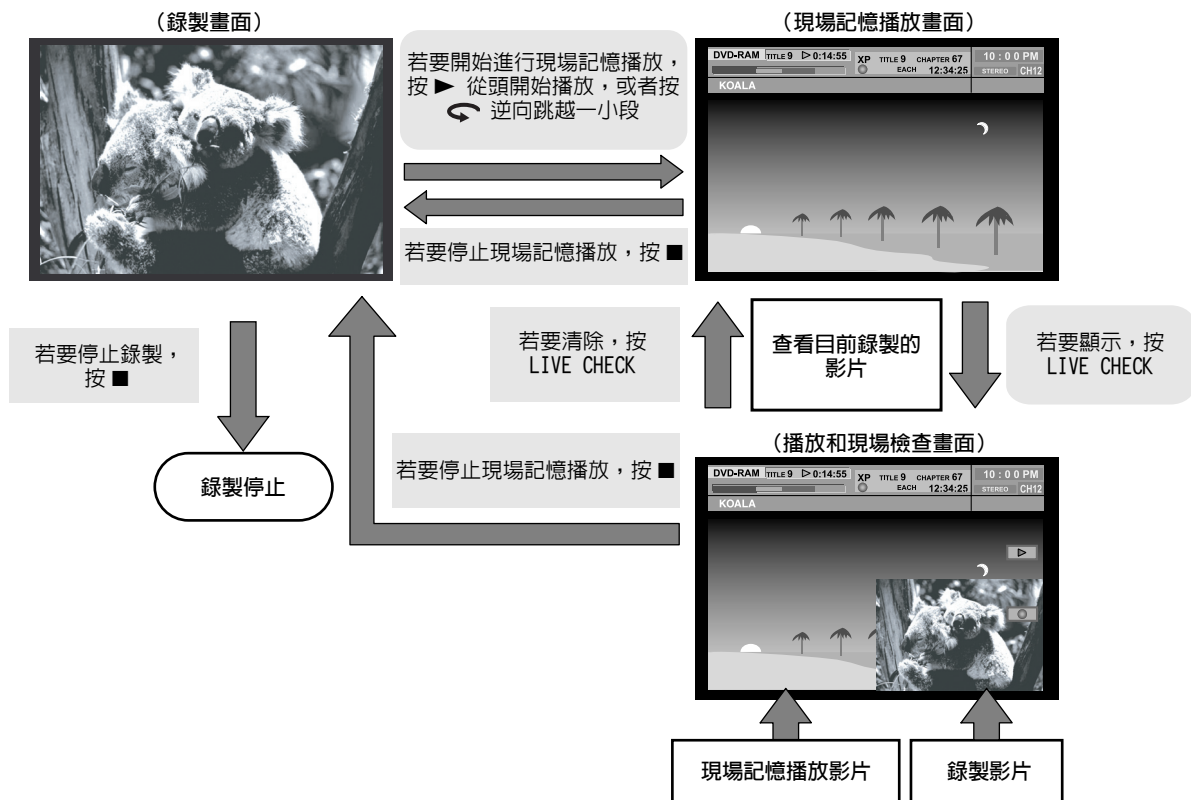 （錄製畫面）
若要開始進行現場記憶播放，
按 ► 從頭開始播放，或者按
逆向跳越一小段
（現場記憶播放畫面）
DVD-RAM TITLE 9 ▷ 0:14:55 XP TITLE 9 CHAPTER 67 10:00 PM
EACH 12:34:25 STEREO CH12
KOALA
若要停止現場記憶播放，按 ■
若要停止錄製，
按 ■
錄製停止
若要清除，按
LIVE CHECK
查看目前錄製的
影片
若要顯示，按
LIVE CHECK
若要停止現場記憶播放，按 ■
（播放和現場檢查畫面）
DVD-RAM TITLE 9 ▷ 0:14:55 XP TITLE 9 CHAPTER 67 10:00 PM
EACH 12:34:25 STEREO CH12
KOALA
現場記憶播放影片
錄製影片